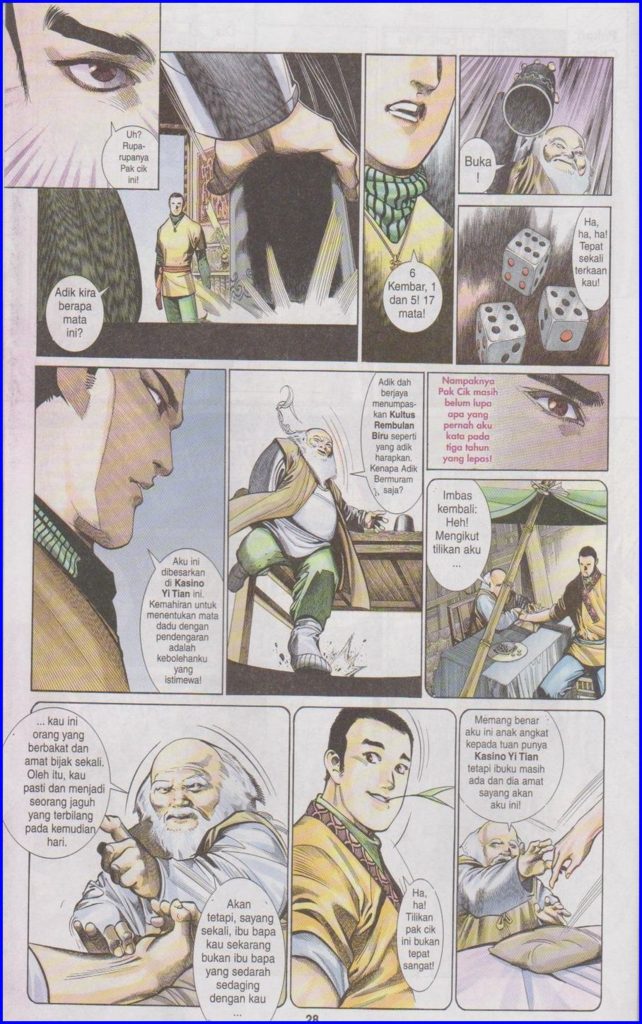 Uh?
Rupa-
rupanya
Pak cik
ini!
Adik kira
berapa
mata
ini?
6
Kembar, 1
dan 5! 17
mata!
Buka
!
Ha,
ha, ha!
Tepat
sekali
terkaan
kau!
Aku ini
dibesarkan
di Kasino
Yi Tian ini.
Kemahiran untuk
menentukan mata
dadu dengan
pendengaran
adalah
kebolehanku
yang
istimewa!
Adik dah
berjaya
menumpas-
kan Kultus
Rembulan
Biru seperti
yang adik
harapkan.
Kenapa Adik
Bermuram
saja?
Nampaknya
Pak Cik masih
belum lupa
apa yang
pernah aku
kata pada
tiga tahun
yang lepas!
Imbas
kembali:
Heh!
Mengikut
tilikan aku
...
... kau ini
orang yang
berbakat dan
amat bijak sekali.
Oleh itu, kau
pasti dan menjadi
seorang jaguh
yang terbilang
pada kemudian
hari.
Akan
tetapi, sayang
sekali, ibu bapa
kau sekarang
bukan ibu bapa
yang sedarah
sedaging
dengan kau
...
Ha,
ha!
Tilikan
pak cik
ini bukan
tepat
sangat!
Memang benar
aku ini anak angkat
kepada tuan punya
Kasino Yi Tian
tetapi ibuku masih
ada dan dia amat
sayang akan
aku ini!
28